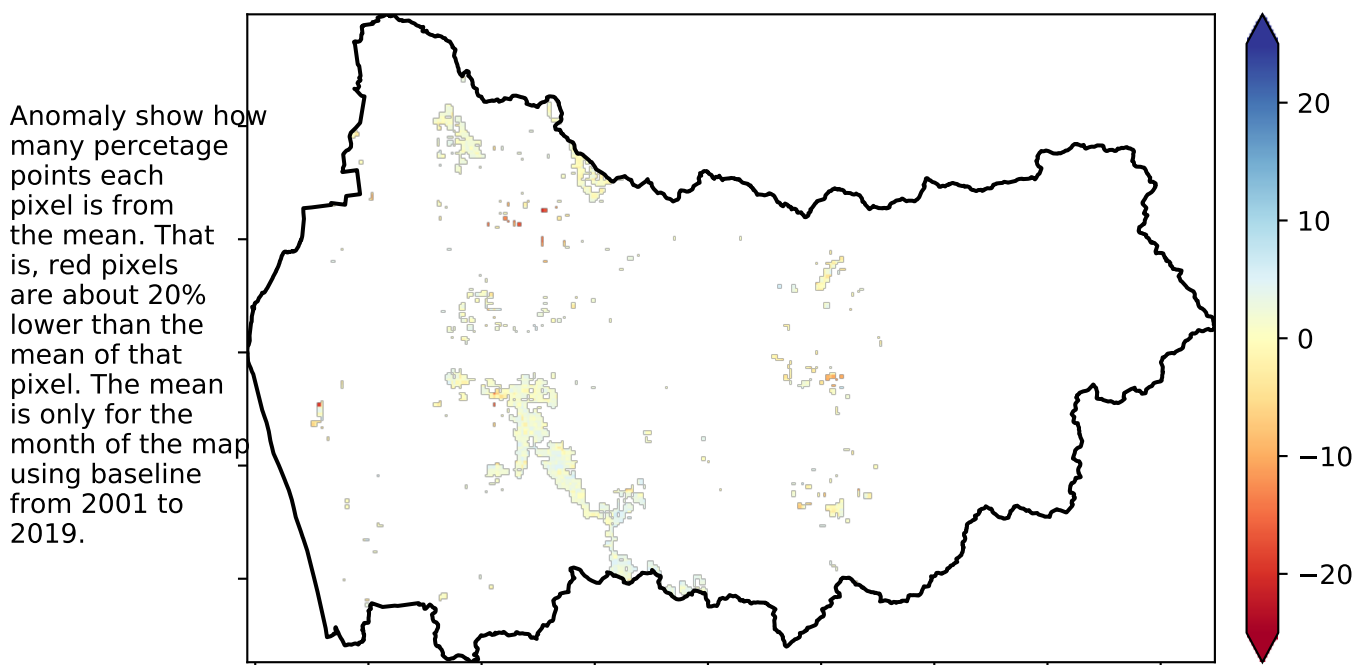 Anomaly show how
many percetage
points each
pixel is from
the mean. That
is, red pixels
are about 20%
lower than the
mean of that
pixel. The mean
is only for the
month of the map
using baseline
from 2001 to
2019.
20
10
0
−10
−20